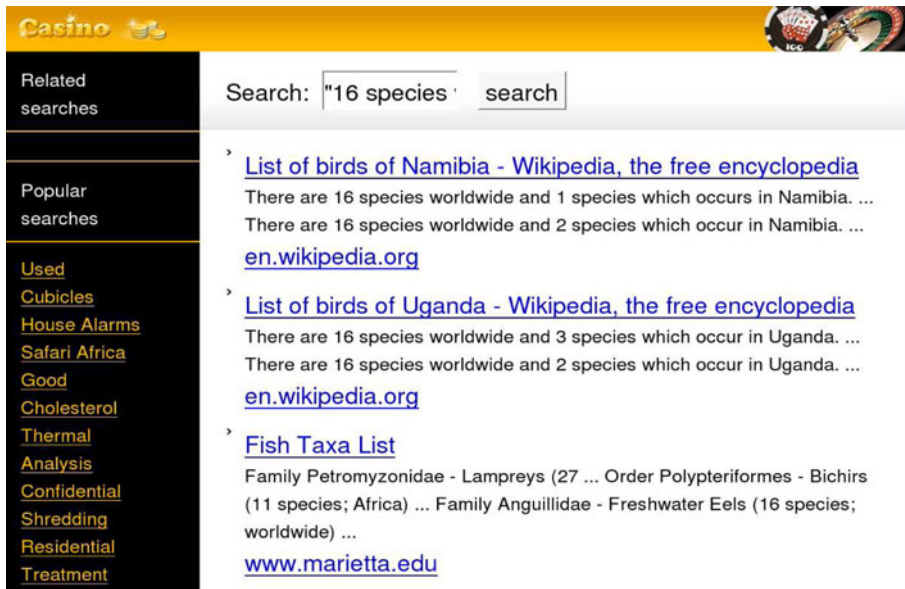 Casino
Related
searches
Popular
searches
Used
Cubicles
House Alarms
Safari Africa
Good
Cholesterol
Thermal
Analysis
Confidential
Shredding
Residential
Treatment
Search: "16 species search
List of birds of Namibia - Wikipedia, the free encyclopedia
There are 16 species worldwide and 1 species which occurs in Namibia. ...
There are 16 species worldwide and 2 species which occur in Namibia. ...
en.wikipedia.org
List of birds of Uganda - Wikipedia, the free encyclopedia
There are 16 species worldwide and 3 species which occur in Uganda. ...
There are 16 species worldwide and 2 species which occur in Uganda. ...
en.wikipedia.org
Fish Taxa List
Family Petromyzonidae - Lampreys (27 ... Order Polypteriformes - Bichirs
(11 species; Africa) ... Family Anguillidae - Freshwater Eels (16 species;
worldwide) ...
www.marietta.edu